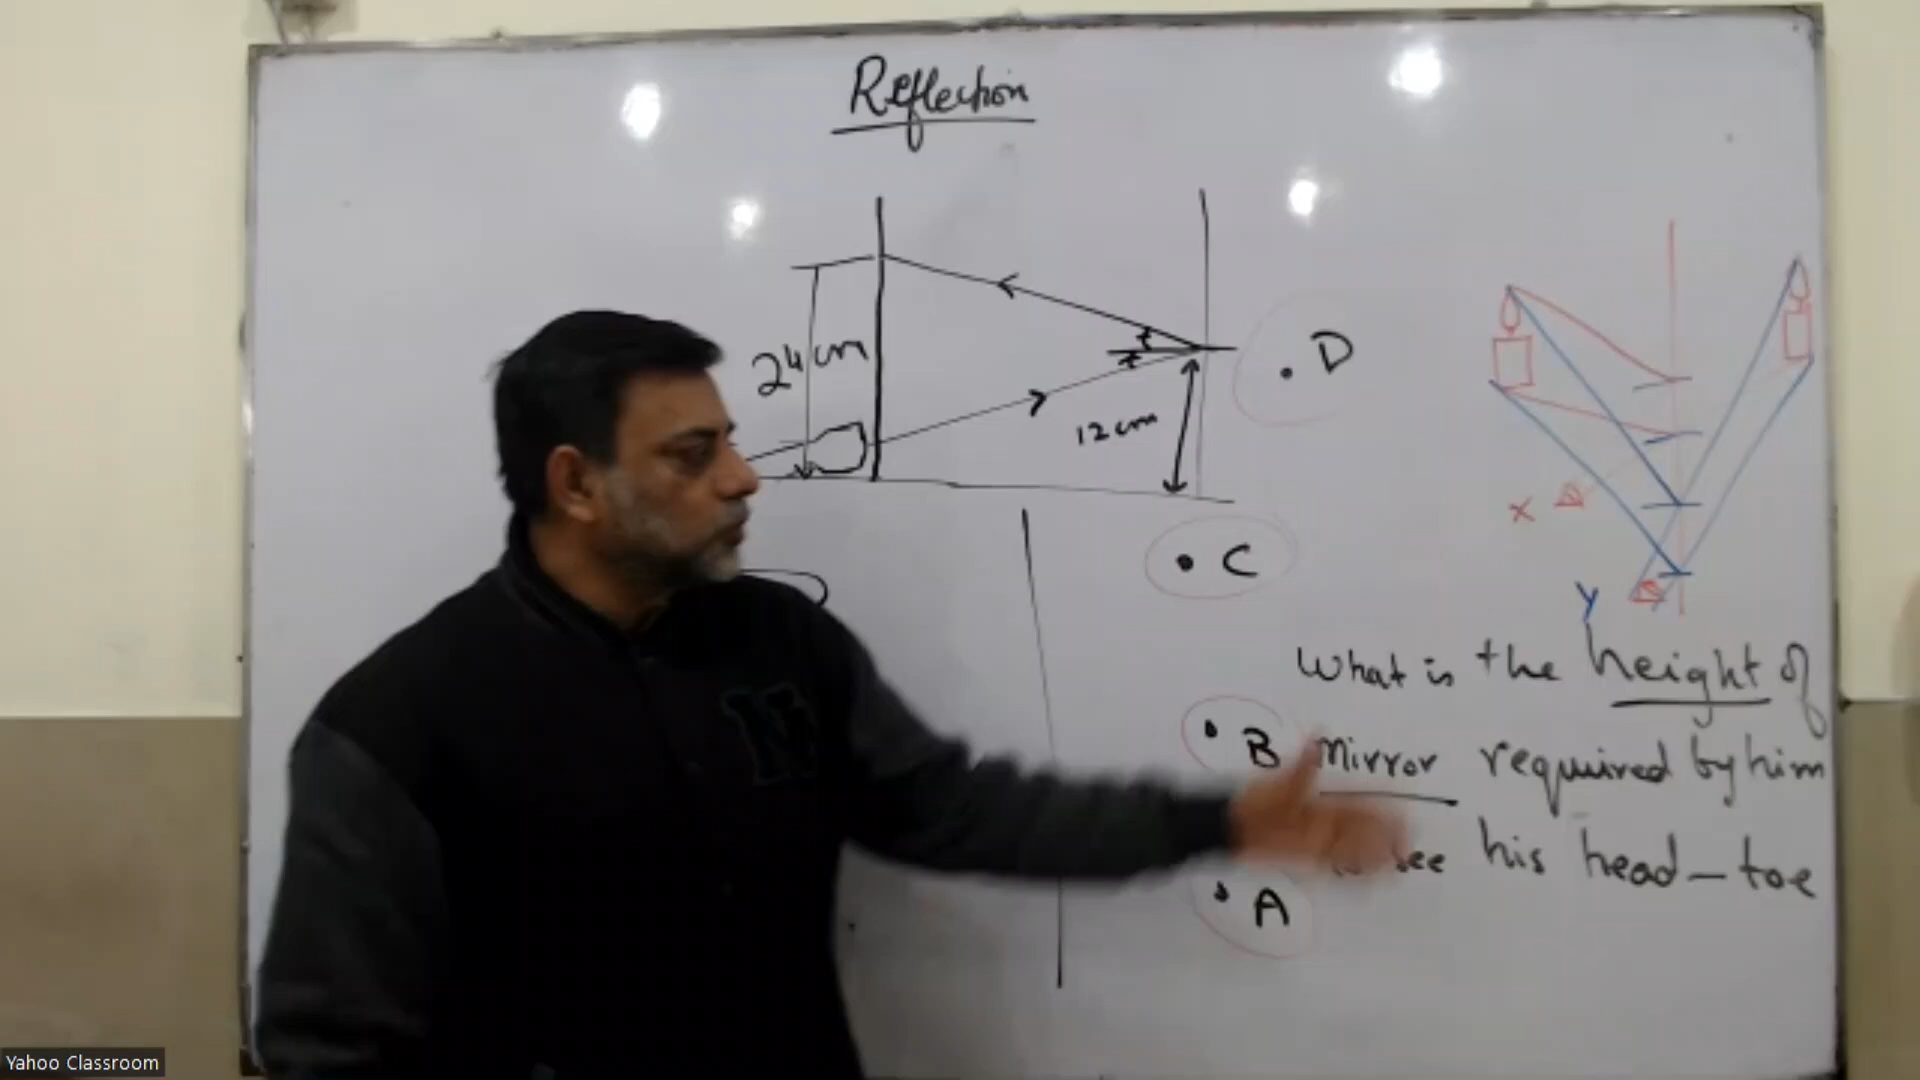 Reflection
24 cm
12 cm
D
C
X
Y
What is the height of
B
mirror required by him
see his head-toe
A
Yahoo Classroom